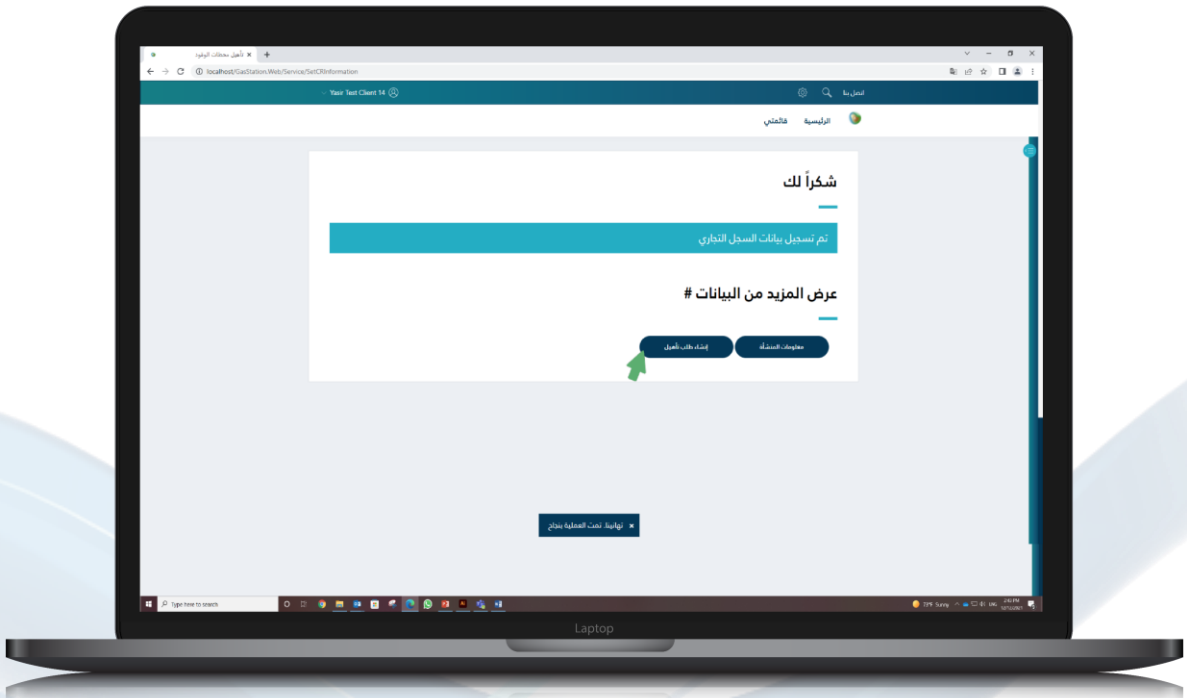 تأهيل محطات الوقود
localhost/GasStation.Web/Service/SetCRInformation
اتصل بنا
Yasir Test Client 14
الرئيسية قائمتي
شكراً لك
تم تسجيل بيانات السجل التجاري
عرض المزيد من البيانات #
معلومات المنشأة
إنشاء طلب تأهيل
تهانينا. تمت العملية بنجاح
Type here to search
Sunny
Laptop